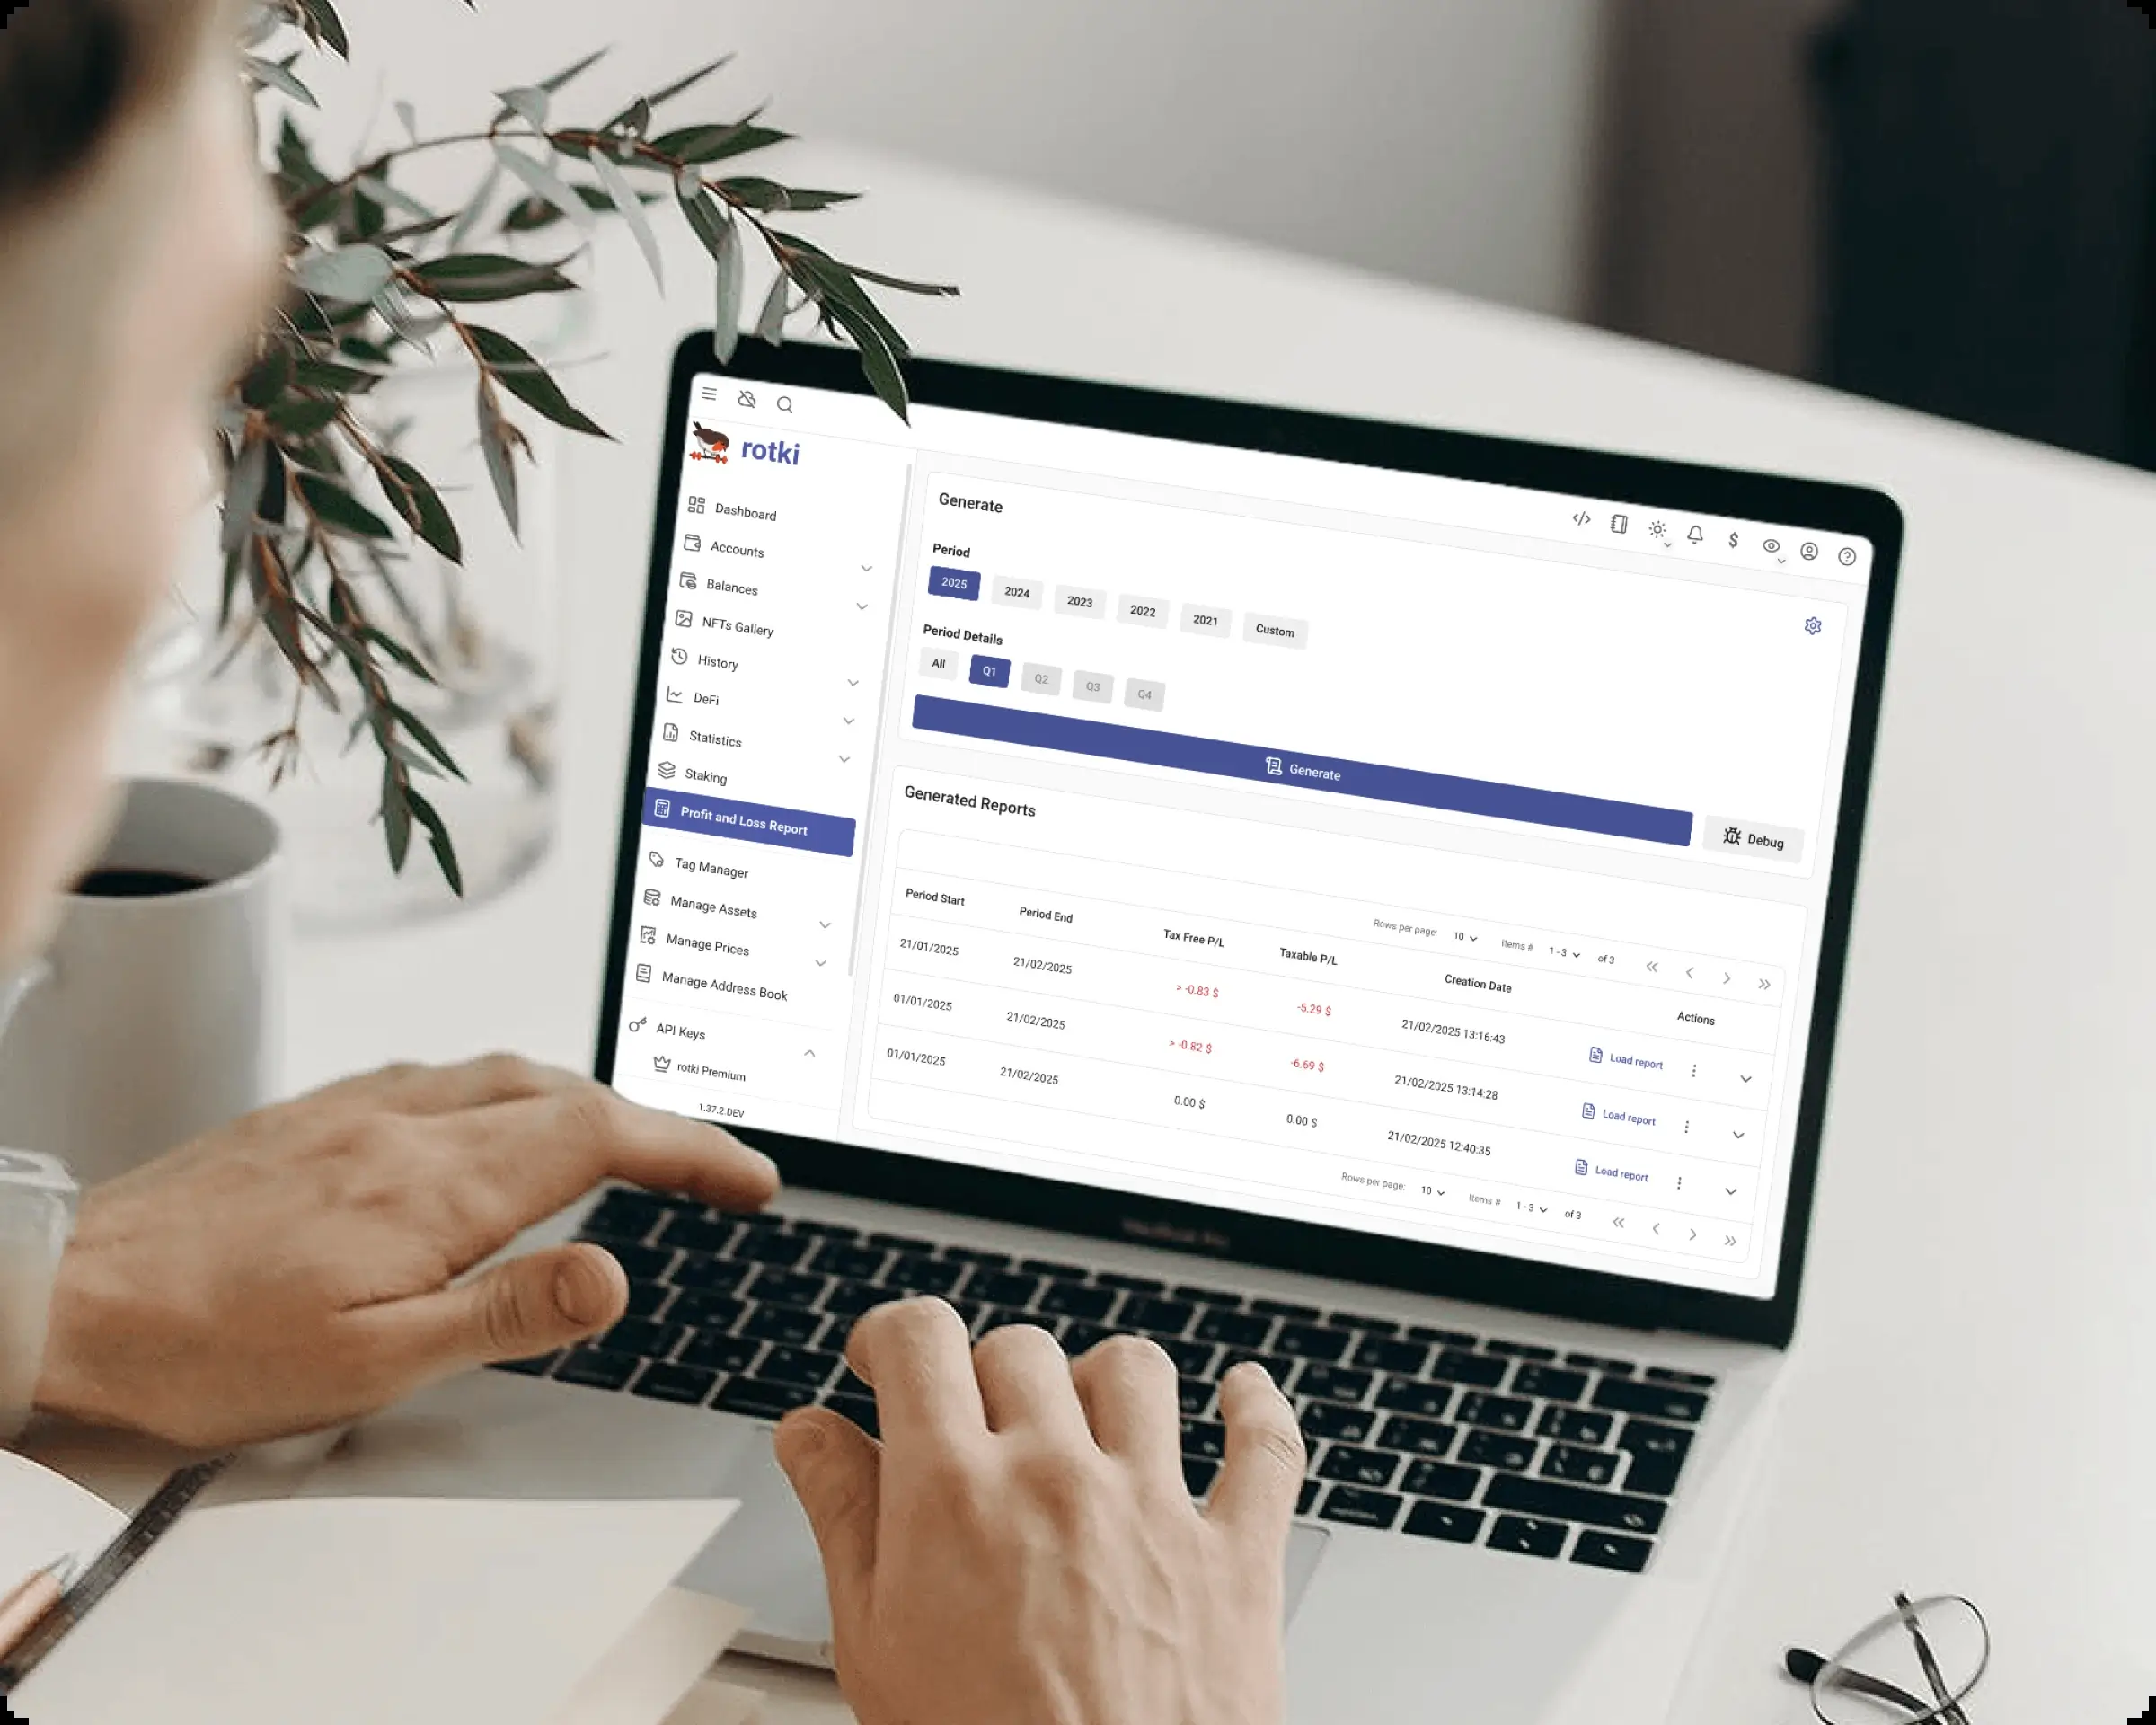 rotki
Dashboard
Accounts
Balances
NFTs Gallery
History
DeFi
Statistics
Staking
Profit and Loss Report
Tag Manager
Manage Assets
Manage Prices
Manage Address Book
API Keys
rotki Premium
1.37.2.DEV
Generate
Period
2025 2024 2023 2022 2021 Custom
Period Details
All Q1 Q2 Q3 Q4
Generate
Debug
Generated Reports
Rows per page: 10 Items # 1 - 3 of 3
Period Start Period End Tax Free P/L Taxable P/L Creation Date Actions
21/01/2025 21/02/2025 > -0.83 $ -5.29 $ 21/02/2025 13:16:43 Load report
01/01/2025 21/02/2025 > -0.82 $ -6.69 $ 21/02/2025 13:14:28 Load report
01/01/2025 21/02/2025 0.00 $ 0.00 $ 21/02/2025 12:40:35 Load report
Rows per page: 10 Items # 1 - 3 of 3